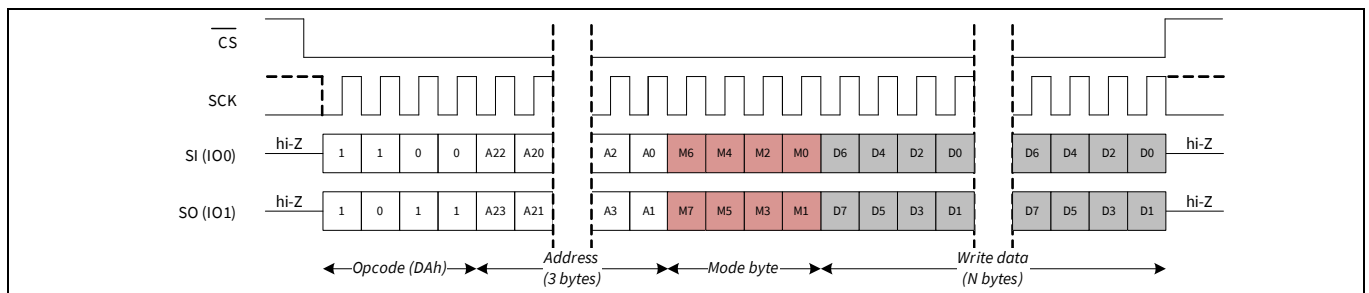 CS
SCK
SI (IO0) hi-Z 1 1 0 0 A22 A20 A2 A0 M6 M4 M2 M0 D6 D4 D2 D0 D6 D4 D2 D0 hi-Z
SO (IO1) hi-Z 1 0 1 1 A23 A21 A3 A1 M7 M5 M3 M1 D7 D5 D3 D1 D7 D5 D3 D1 hi-Z
Opcode (DAh) Address Mode byte Write data
(3 bytes) (N bytes)